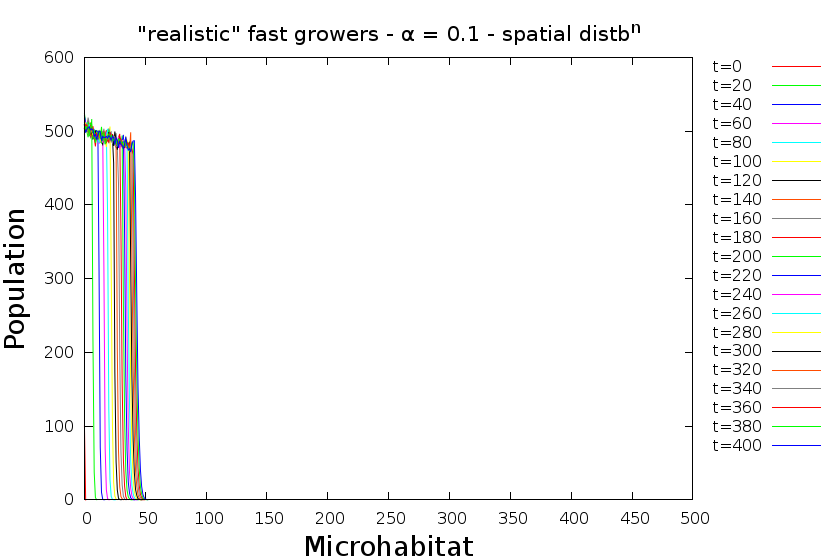 "realistic" fast growers - α = 0.1 - spatial distbⁿ
600
500
400
300
200
100
0
Population
0 50 100 150 200 250 300 350 400 450 500
Microhabitat
t=0
t=20
t=40
t=60
t=80
t=100
t=120
t=140
t=160
t=180
t=200
t=220
t=240
t=260
t=280
t=300
t=320
t=340
t=360
t=380
t=400